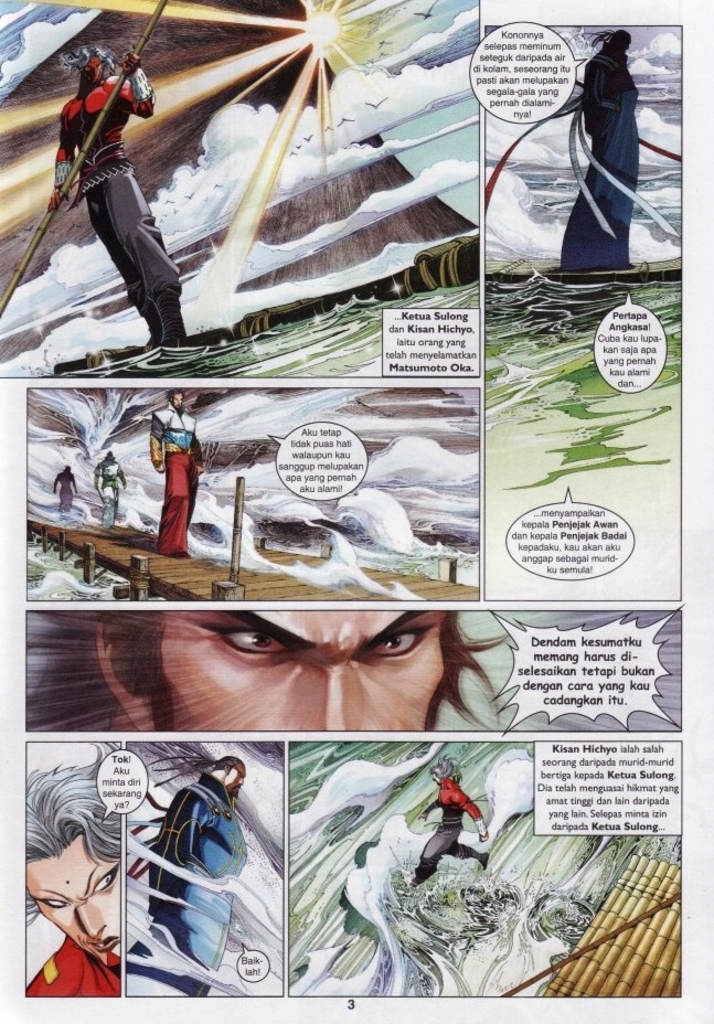 ...Ketua Sulong
dan Kisan Hichyo,
iaitu orang yang
telah menyelamatkan
Matsumoto Oka.
Kononnya
selepas meminum
seteguk daripada air
di kolam, seseorang itu
pasti akan melupakan
segala-gala yang
pernah dialami-
nya!
Pertapa
Angkasa!
Cuba kau lupa-
kan saja apa
yang pernah
kau alami
dan...
...menyampaikan
kepala Penjejak Awan
dan kepala Penjejak Badai
kepadaku, kau akan aku
anggap sebagai murid-
ku semula!
Aku tetap
tidak puas hati
walaupun kau
sanggup melupakan
apa yang pernah
aku alami!
Dendam kesumatku
memang harus di-
selesaikan tetapi bukan
dengan cara yang kau
cadangkan itu.
Tok!
Aku
minta diri
sekarang
ya?
Baik-
lah!
Kisan Hichyo ialah salah
seorang daripada murid-murid
bertiga kepada Ketua Sulong.
Dia telah menguasai hikmat yang
amat tinggi dan lain daripada
yang lain. Selepas minta izin
daripada Ketua Sulong...
3